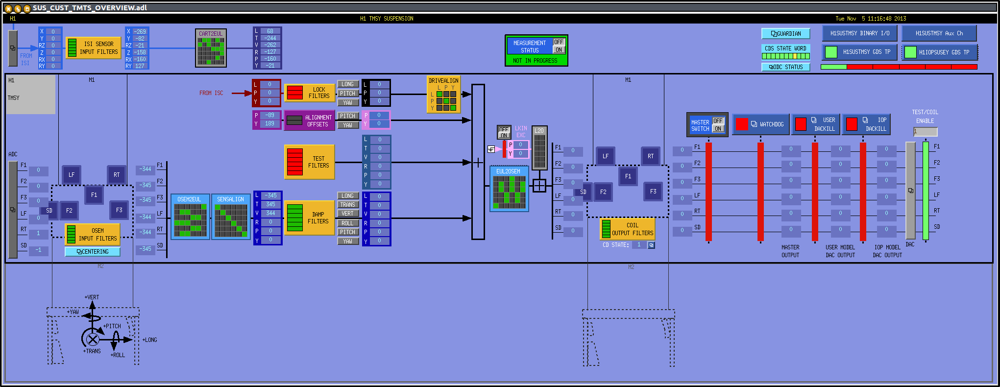 SUS_CUST_TMTS_OVERVIEW.adl
H1
H1 TMSY SUSPENSION
Tue Nov  5 11:16:48 2013
FROM
ISI
X 0
Y 0
RZ 0
Z 0
RX 0
RY 0
ISI SENSOR
INPUT FILTERS
X -269
Y -82
RZ -21
Z -158
RX -160
RY 127
CART2EUL
L 68
T -244
V -262
R -127
P -160
Y -21
MEASUREMENT
STATUS
OFF
ON
NOT IN PROGRESS
GUARDIAN
CDS STATE WORD
ODC STATUS
H1SUSTMSY BINARY I/O
H1SUSTMSY Aux Ch
H1SUSTMSY GDS TP
H1IOPSUSEY GDS TP
H1
TMSY
M1
FROM ISC
L 0
P 0
Y 0
LOCK
FILTERS
LONG
PITCH
YAW
L 0
P 0
Y 0
DRIVEALIGN
L P Y
L
P
Y
P -89
Y 189
ALIGNMENT
OFFSETS
PITCH
YAW
P 0
Y 0
TEST
FILTERS
L 0
T 0
V 0
R 0
P 0
Y 0
ADC
F1 0
F2 0
F3 0
LF 0
RT 1
SD -1
LF
RT
F1
SD
F2
F3
OSEM
INPUT FILTERS
CENTERING
-344 F1
-345 F2
-345 F3
-344 LF
-344 RT
-345 SD
OSEM2EUL
SENSALIGN
L -345
T 345
V 344
R 0
P 0
Y 0
DAMP
FILTERS
LONG
TRANS
VERT
ROLL
PITCH
YAW
L 0
T 0
V 0
R 0
P 0
Y 0
+
OFF
ON
LKIN
EXC
P 0
Y 0
L2O
EUL2OSEM
F1 0
F2 0
F3 0
LF 0
RT 0
SD 0
M1
LF
RT
F1
SD
F2
F3
COIL
OUTPUT FILTERS
CD STATE: 1
MASTER
SWITCH
OFF
ON
WATCHDOG
USER
DACKILL
IOP
DACKILL
TEST/COIL
ENABLE
1
0 F1 0 0 0 F1
0 F2 0 0 0 F2
0 F3 0 0 0 F3
0 LF 0 0 0 LF
0 RT 0 0 0 RT
0 SD 0 0 0 SD
MASTER
OUTPUT
USER MODEL
DAC OUTPUT
IOP MODEL
DAC OUTPUT
DAC
M2
M2
+VERT
+YAW
+PITCH
+LONG
+TRANS
+ROLL